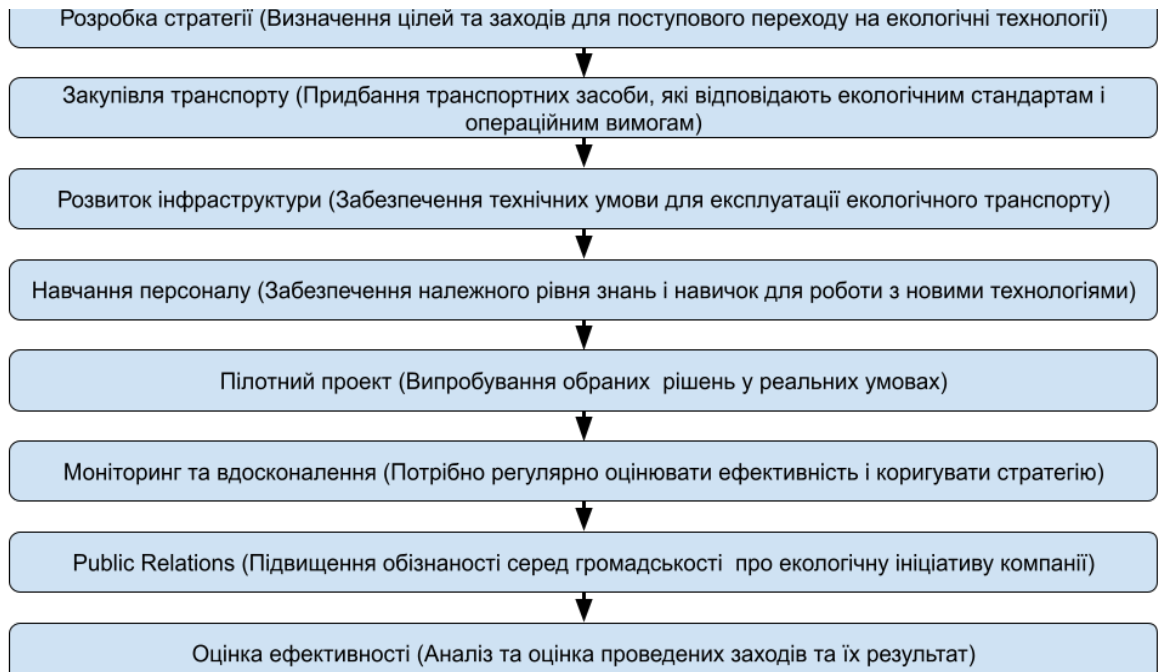 Розробка стратегії (Визначення цілей та заходів для поступового переходу на екологічні технології)
Закупівля транспорту (Придбання транспортних засоби, які відповідають екологічним стандартам і
операційним вимогам)
Розвиток інфраструктури (Забезпечення технічних умови для експлуатації екологічного транспорту)
Навчання персоналу (Забезпечення належного рівня знань і навичок для роботи з новими технологіями)
Пілотний проект (Випробування обраних  рішень у реальних умовах)
Моніторинг та вдосконалення (Потрібно регулярно оцінювати ефективність і коригувати стратегію)
Public Relations (Підвищення обізнаності серед громадськості  про екологічну ініціативу компанії)
Оцінка ефективності (Аналіз та оцінка проведених заходів та їх результат)